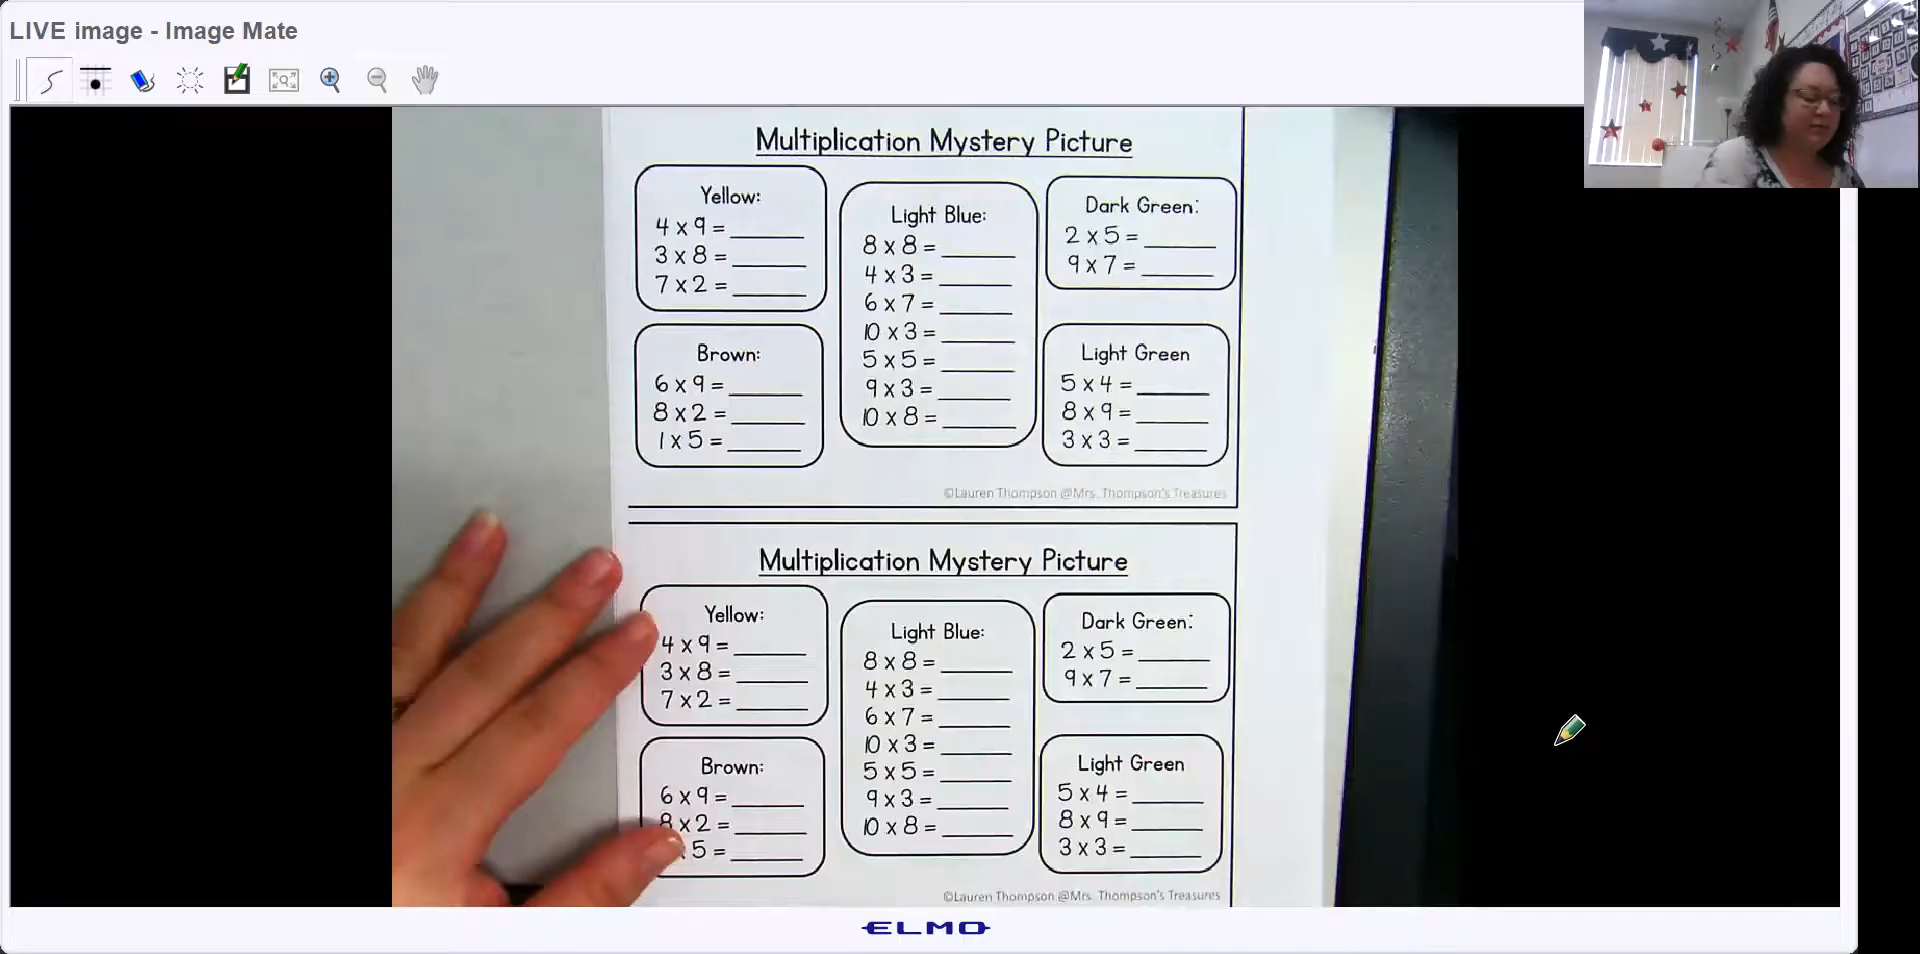 LIVE image - Image Mate
Multiplication Mystery Picture
Yellow:
4 x 9 =
3 x 8 =
7 x 2 =
Brown:
6 x 9 =
8 x 2 =
1 x 5 =
Light Blue:
8 x 8 =
4 x 3 =
6 x 7 =
10 x 3 =
5 x 5 =
9 x 3 =
10 x 8 =
Dark Green:
2 x 5 =
9 x 7 =
Light Green
5 x 4 =
8 x 9 =
3 x 3 =
©Lauren Thompson @Mrs. Thompson's Treasures
Multiplication Mystery Picture
Yellow:
4 x 9 =
3 x 8 =
7 x 2 =
Brown:
6 x 9 =
8 x 2 =
x 5 =
Light Blue:
8 x 8 =
4 x 3 =
6 x 7 =
10 x 3 =
5 x 5 =
9 x 3 =
10 x 8 =
Dark Green:
2 x 5 =
9 x 7 =
Light Green
5 x 4 =
8 x 9 =
3 x 3 =
©Lauren Thompson @Mrs. Thompson's Treasures
ELMO